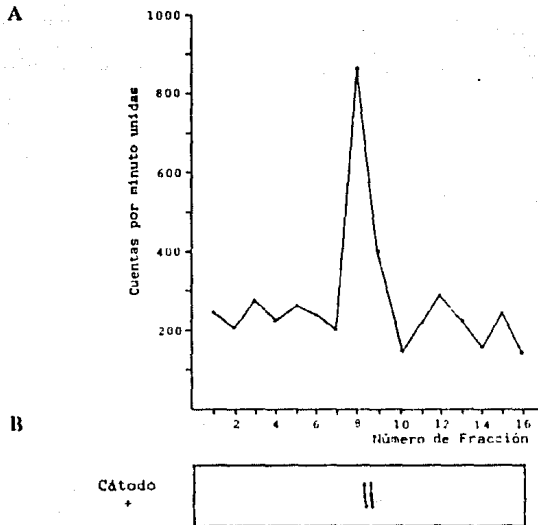 A
1000
800
600
400
200
Cuentas por minuto unidas
2 4 6 8 10 12 14 16
Número de Fracción
B
Cátodo
+